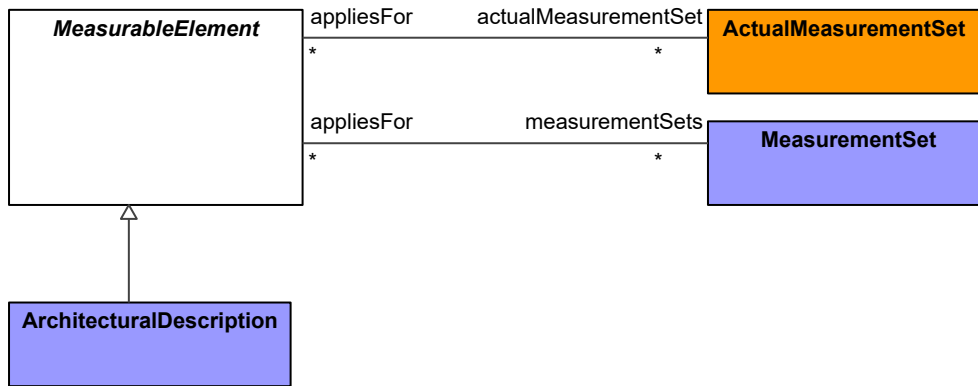 MeasurableElement
appliesFor
actualMeasurementSet
*
*
ActualMeasurementSet
appliesFor
measurementSets
*
*
MeasurementSet
ArchitecturalDescription